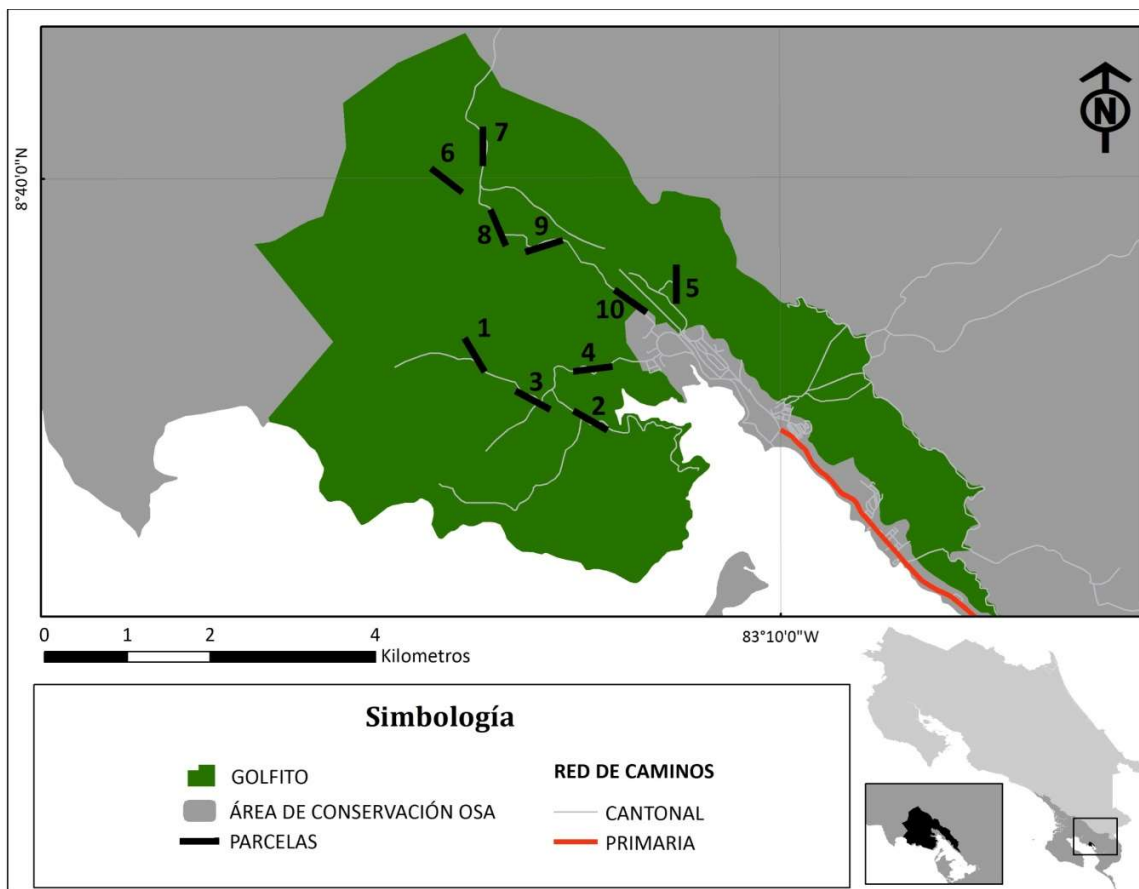 N
8°40'0"N
7
6
8
9
5
10
1
4
3
2
0 1 2 4
Kilometros
83°10'0"W
Simbología
GOLFITO
ÁREA DE CONSERVACIÓN OSA
PARCELAS
RED DE CAMINOS
CANTONAL
PRIMARIA